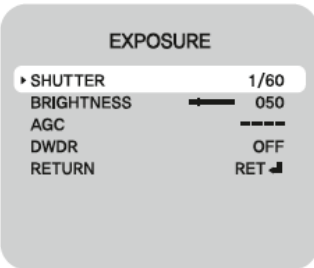 EXPOSURE
SHUTTER 1/60
BRIGHTNESS 050
AGC ----
DWDR OFF
RETURN RET